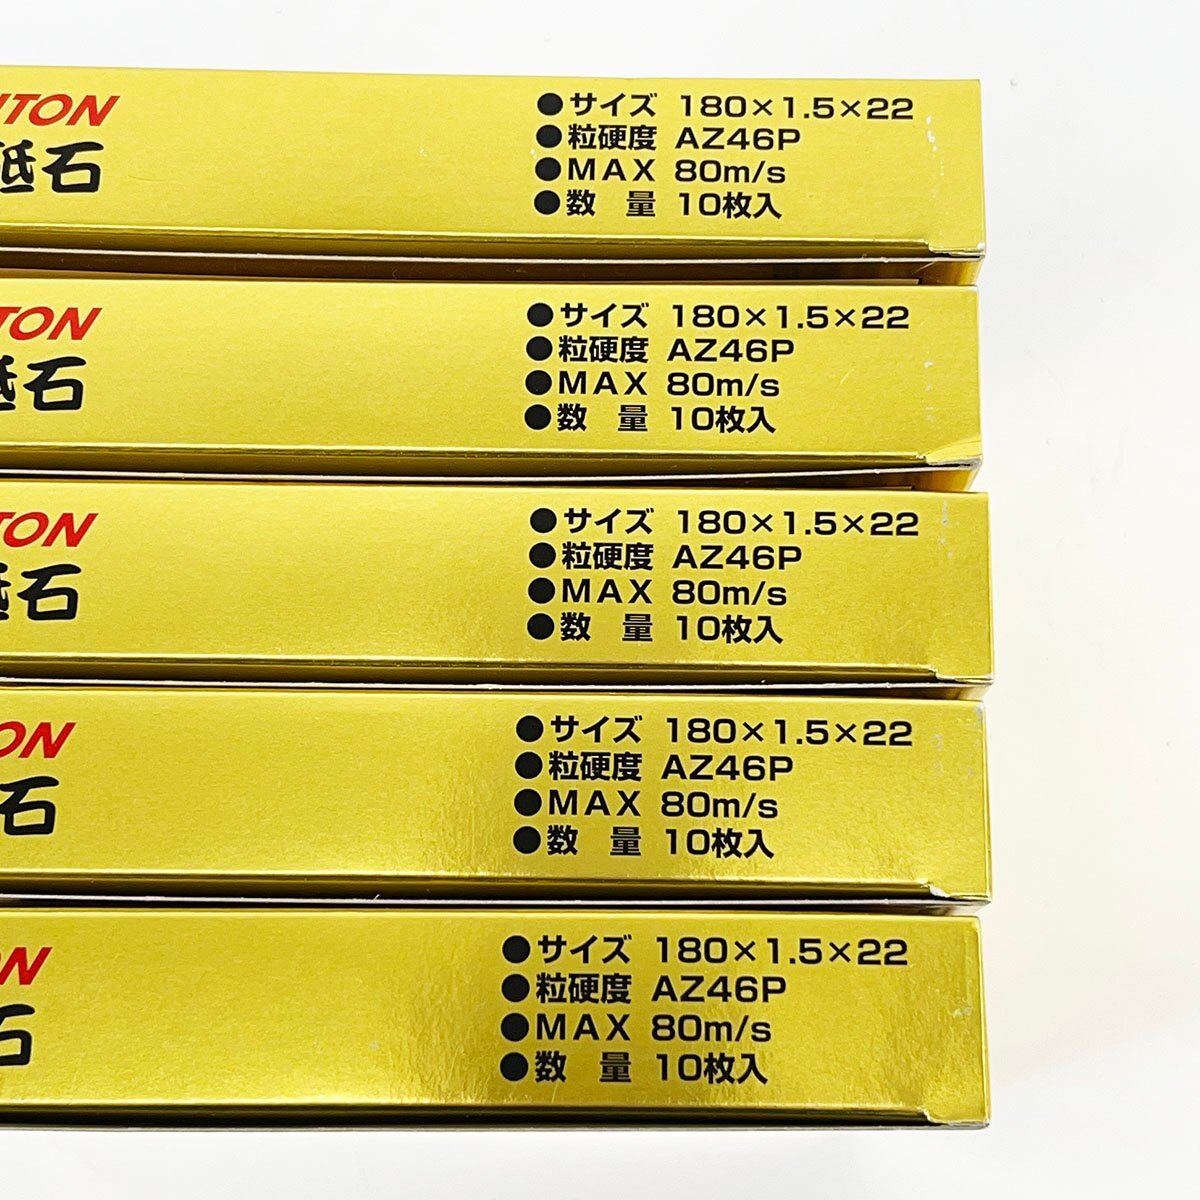 TON
砥石
●サイズ 180×1.5×22
●粒硬度 AZ46P
●MAX 80m/s
●数 量 10枚入
TON
砥石
●サイズ 180×1.5×22
●粒硬度 AZ46P
●MAX 80m/s
●数 量 10枚入
TON
砥石
●サイズ 180×1.5×22
●粒硬度 AZ46P
●MAX 80m/s
●数 量 10枚入
ON
石
●サイズ 180×1.5×22
●粒硬度 AZ46P
●MAX 80m/s
●数 量 10枚入
N
石
●サイズ 180×1.5×22
●粒硬度 AZ46P
●MAX 80m/s
●数 量 10枚入